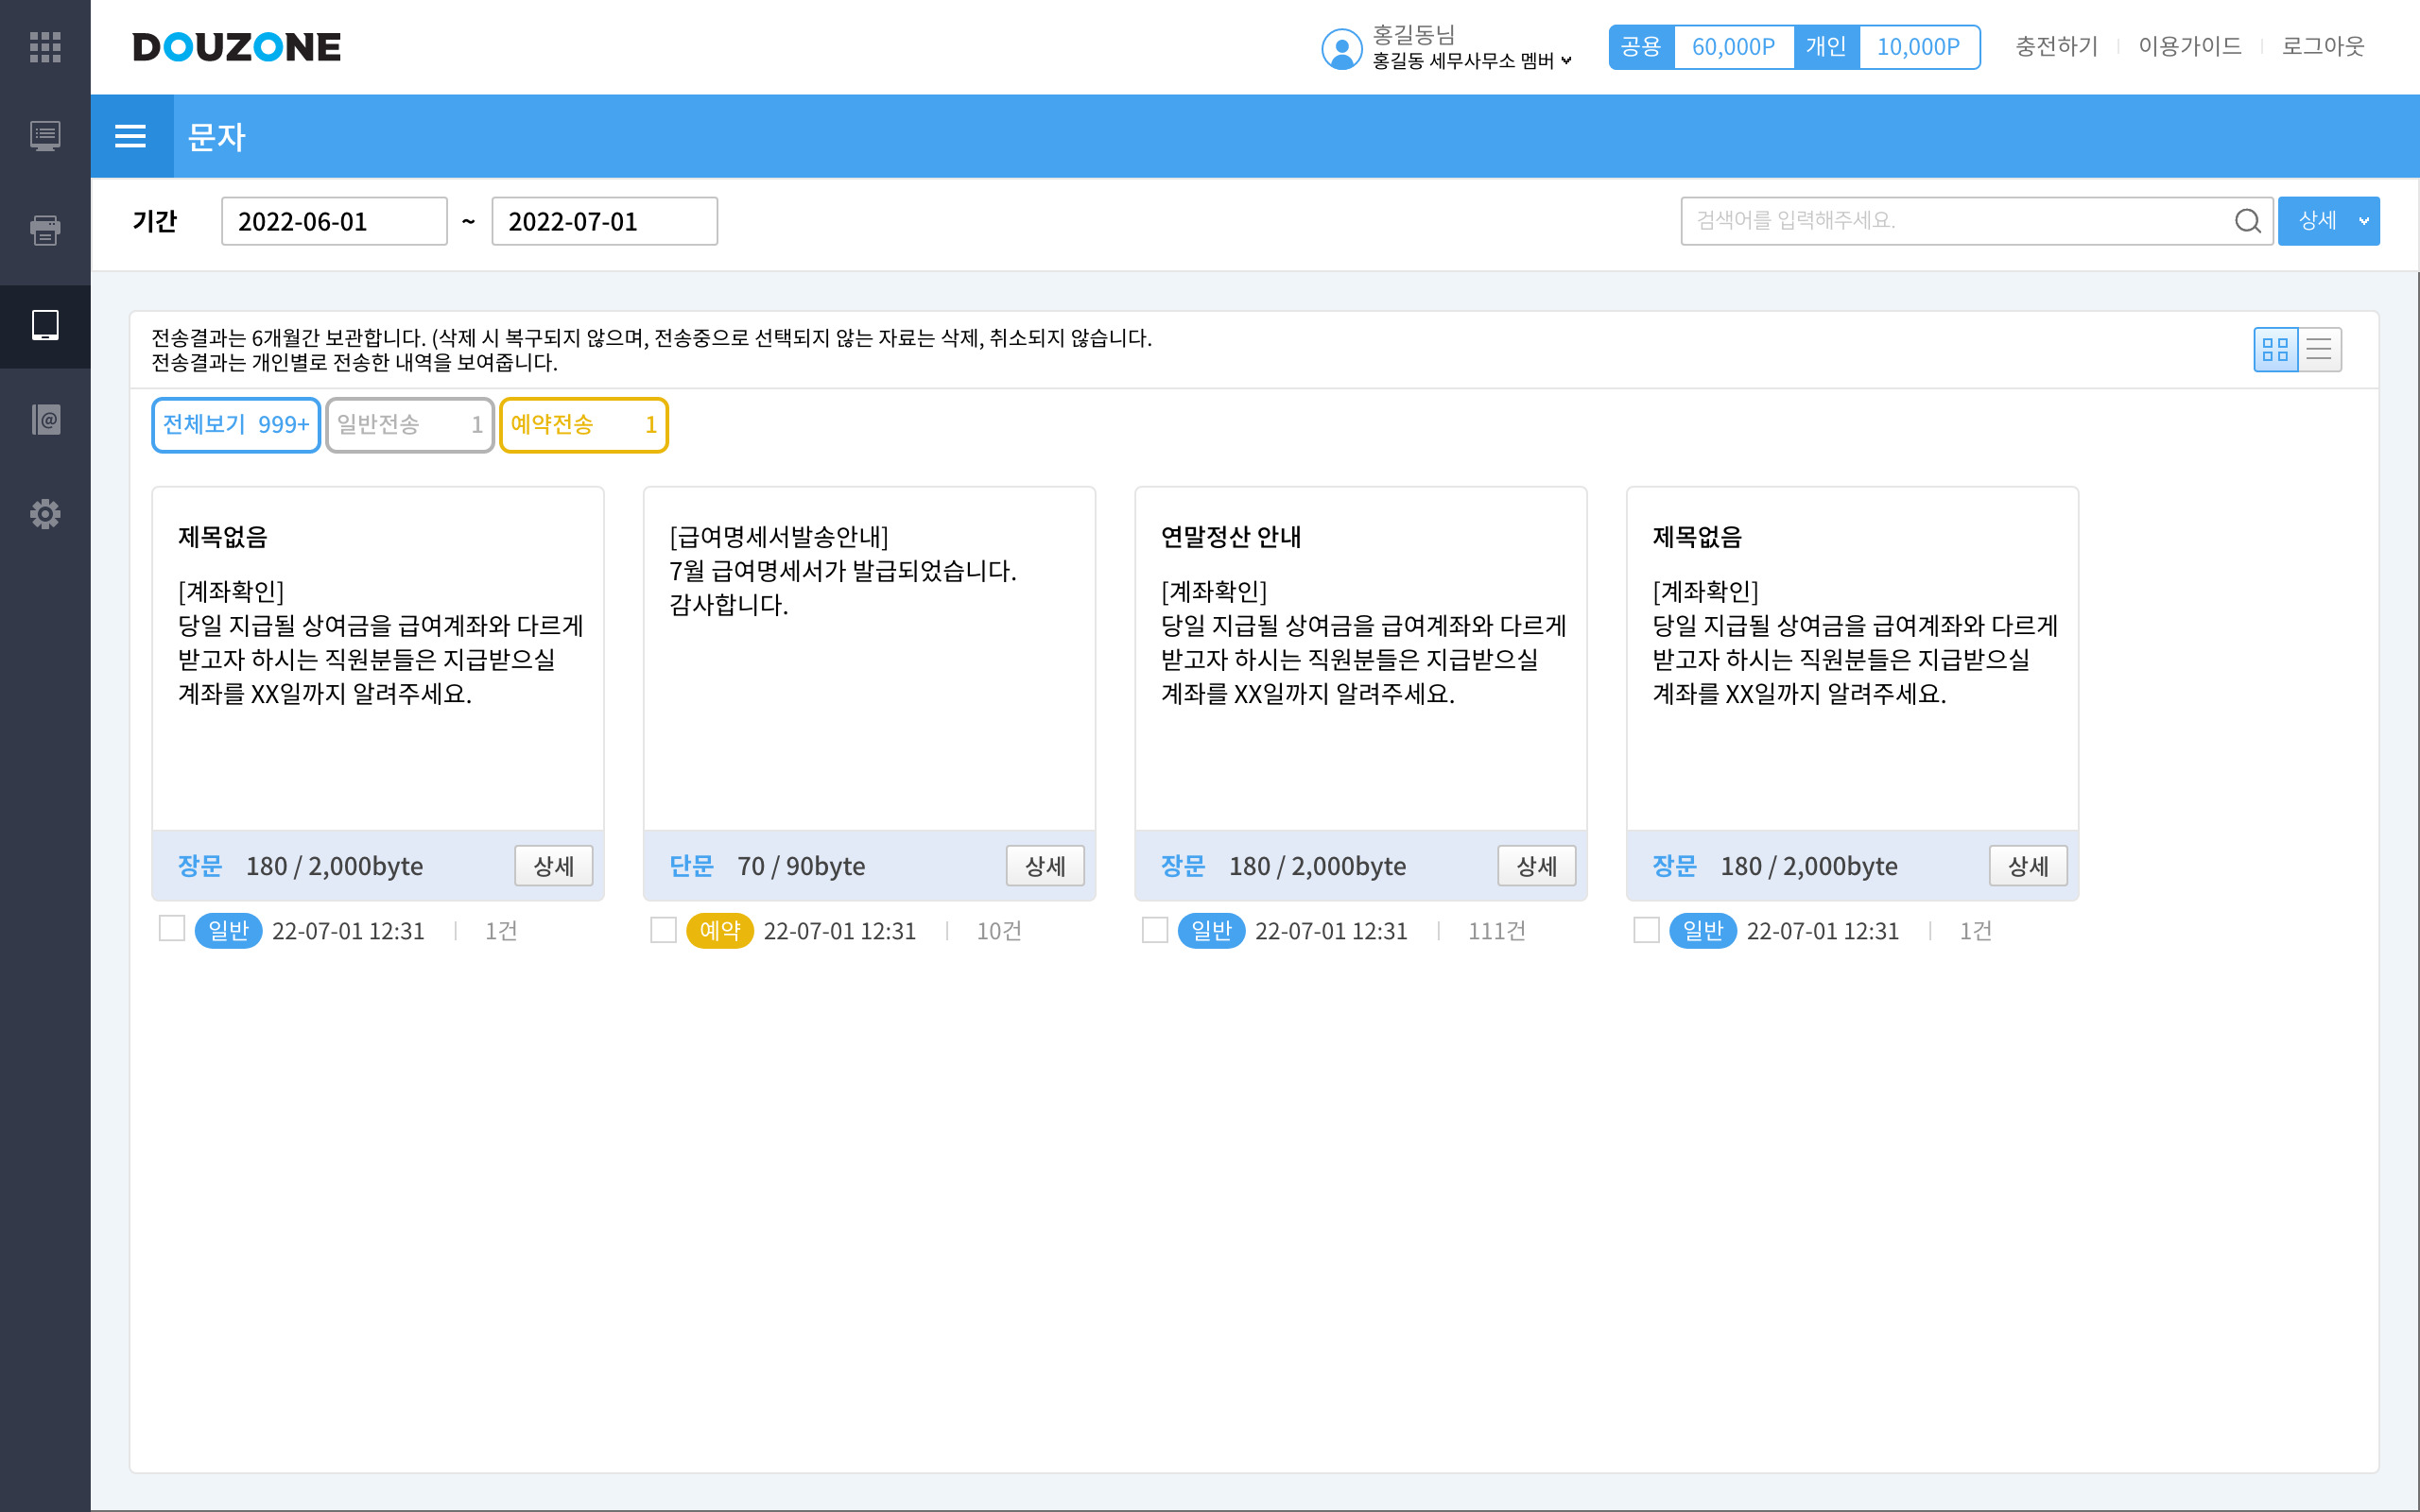 DOUZONE
홍길동님
홍길동 세무사무소 멤버
공용 60,000P 개인 10,000P
충전하기 이용가이드 로그아웃
문자
기간 2022-06-01 ~ 2022-07-01
검색어를 입력해주세요.
상세
전송결과는 6개월간 보관합니다. (삭제 시 복구되지 않으며, 전송중으로 선택되지 않는 자료는 삭제, 취소되지 않습니다.
전송결과는 개인별로 전송한 내역을 보여줍니다.
전체보기 999+
일반전송 1
예약전송 1
제목없음
[계좌확인]
당일 지급될 상여금을 급여계좌와 다르게
받고자 하시는 직원분들은 지급받으실
계좌를 XX일까지 알려주세요.
장문 180 / 2,000byte 상세
일반 22-07-01 12:31 1건
[급여명세서발송안내]
7월 급여명세서가 발급되었습니다.
감사합니다.
단문 70 / 90byte 상세
예약 22-07-01 12:31 10건
연말정산 안내
[계좌확인]
당일 지급될 상여금을 급여계좌와 다르게
받고자 하시는 직원분들은 지급받으실
계좌를 XX일까지 알려주세요.
장문 180 / 2,000byte 상세
일반 22-07-01 12:31 111건
제목없음
[계좌확인]
당일 지급될 상여금을 급여계좌와 다르게
받고자 하시는 직원분들은 지급받으실
계좌를 XX일까지 알려주세요.
장문 180 / 2,000byte 상세
일반 22-07-01 12:31 1건